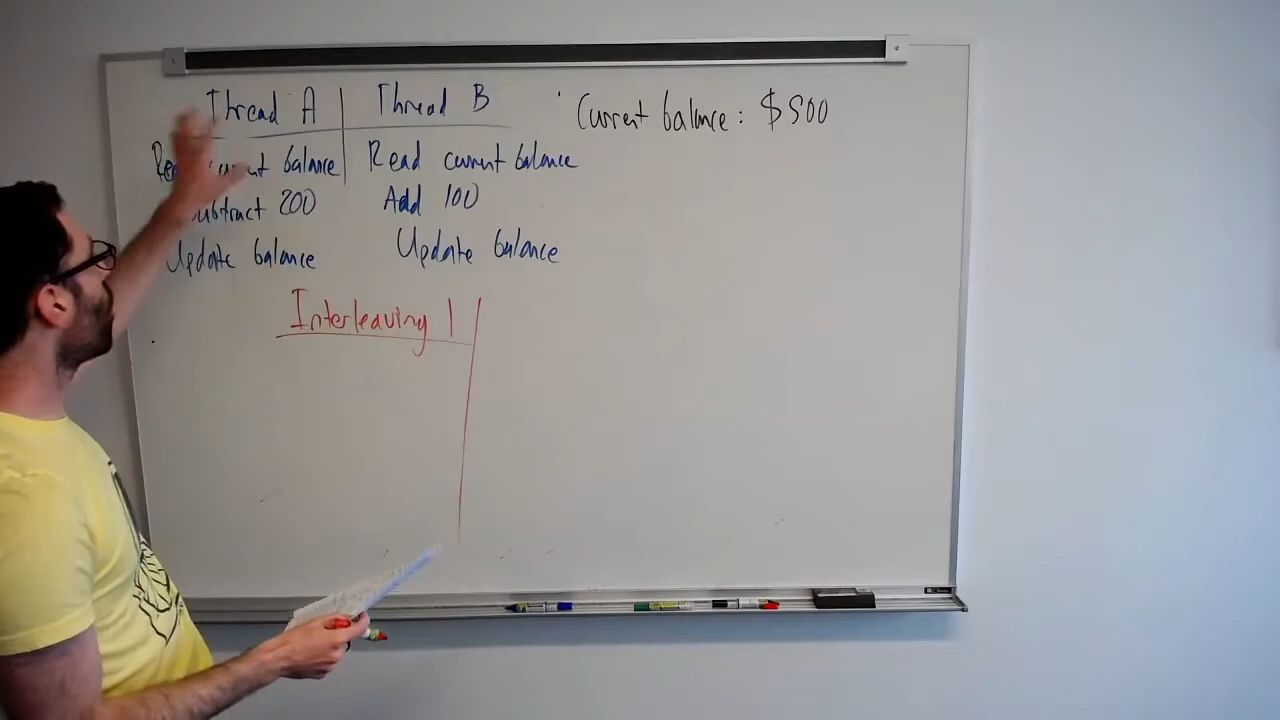 Thread A Thread B
Current balance: $500
current balance Read current balance
Subtract 200 Add 100
Update balance Update balance
Interleaving 1